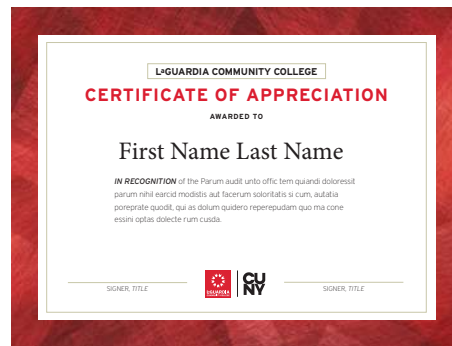 LaGUARDIA COMMUNITY COLLEGE
CERTIFICATE OF APPRECIATION
AWARDED TO
First Name Last Name
IN RECOGNITION of the Parum audit unto offic tem quiandi doloressit
parum nihil earcid modistis aut facerum soloritatis si cum, autatia
poreprate quodit, qui as dolum quidero reperepudam quo ma cone
essini optas dolecte rum cusda.
LaGUARDIA
CU
NY
SIGNER, TITLE
SIGNER, TITLE